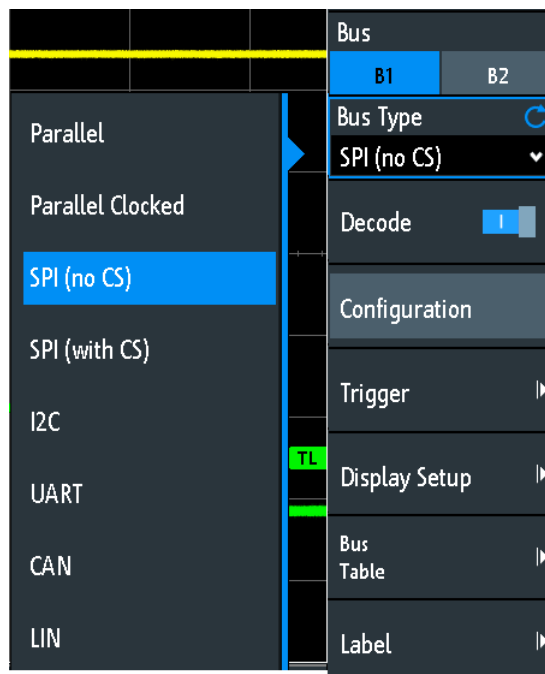 Bus
B1
B2
Bus Type
SPI (no CS)
Decode
Configuration
Trigger
Display Setup
Bus
Table
Label
Parallel
Parallel Clocked
SPI (no CS)
SPI (with CS)
I2C
UART
CAN
LIN
TL